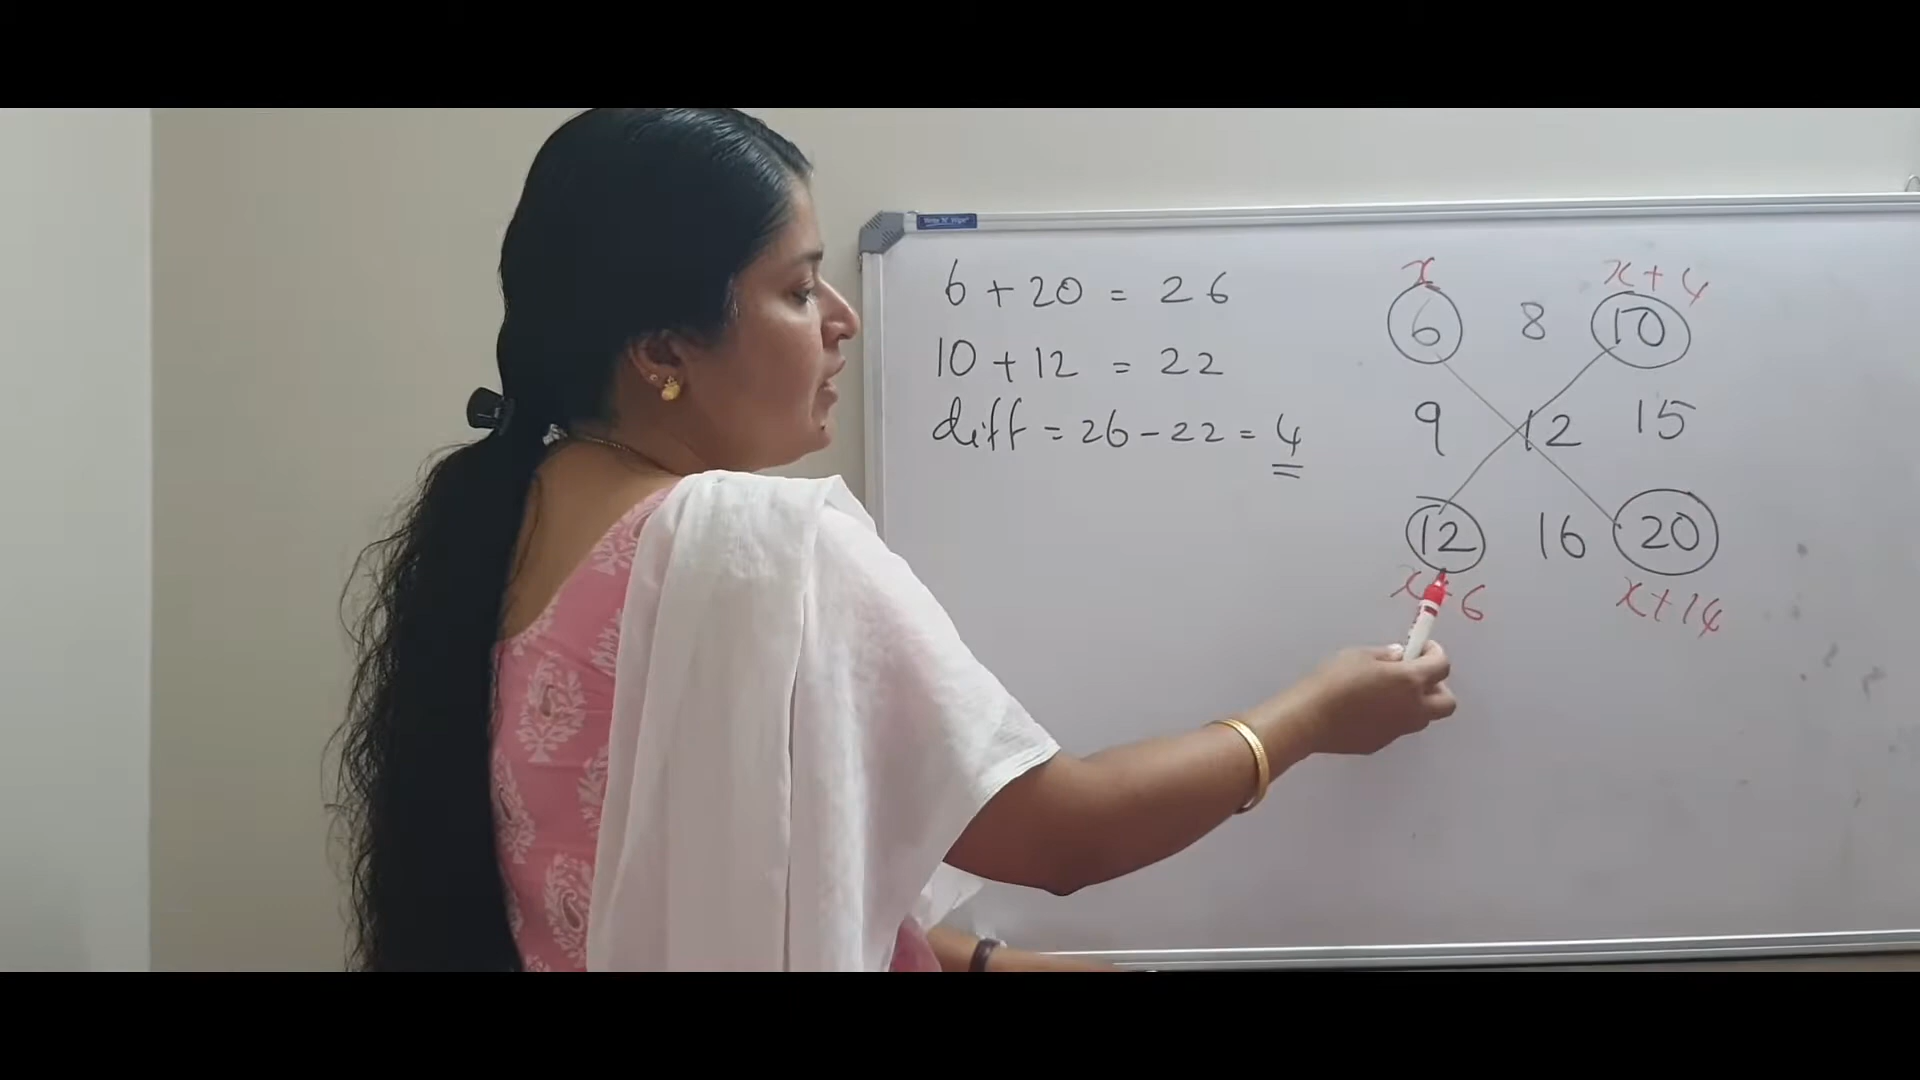 6 + 20 = 26
10 + 12 = 22
diff = 26 - 22 = 4
x x + 4
6 8 10
9 12 15
12 16 20
x + 6 x + 14